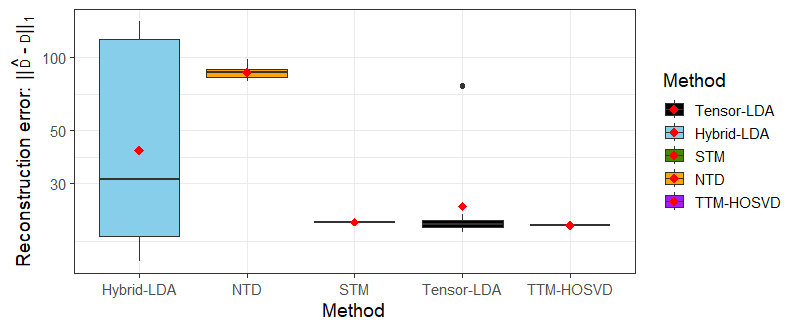 Reconstruction error: ||D̂ - D||₁
100
50
30
Hybrid-LDA NTD STM Tensor-LDA TTM-HOSVD
Method
Method
Tensor-LDA
Hybrid-LDA
STM
NTD
TTM-HOSVD